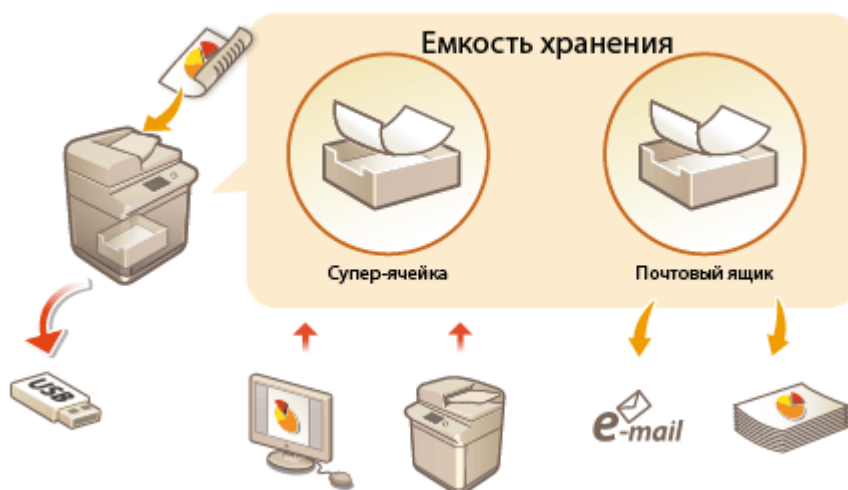 Емкость хранения
Супер-ячейка
Почтовый ящик
USB
e-mail